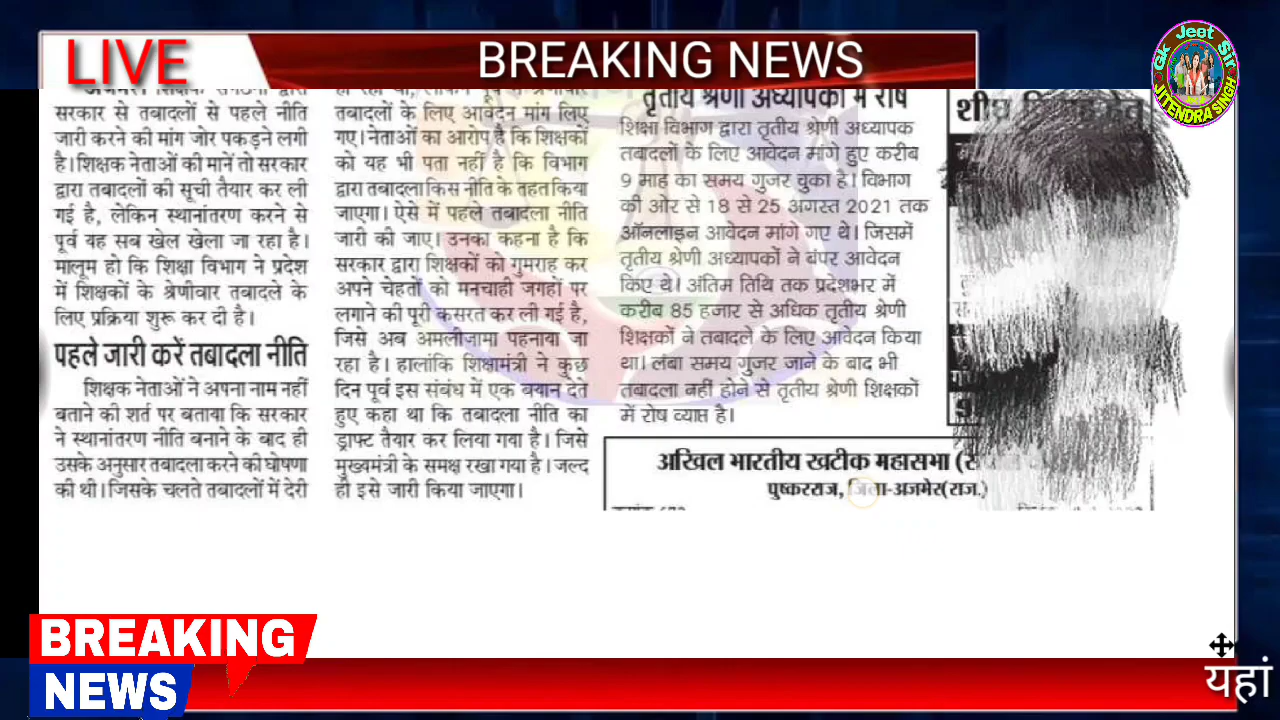 LIVE
BREAKING NEWS
Gk Jeet Sir
JITENDRA SINGH
सरकार से तबादलों से पहले नीति
जारी करने की मांग जोर पकड़ने लगी
है। शिक्षक नेताओं की मानें तो सरकार
द्वारा तबादलों की सूची तैयार कर ली
गई है, लेकिन स्थानांतरण करने से
पूर्व यह सब खेल खेला जा रहा है।
मालूम हो कि शिक्षा विभाग ने प्रदेश
में शिक्षकों के श्रेणीवार तबादले के
लिए प्रक्रिया शुरू कर दी है।
पहले जारी करें तबादला नीति
शिक्षक नेताओं ने अपना नाम नहीं
बताने की शर्त पर बताया कि सरकार
ने स्थानांतरण नीति बनाने के बाद ही
उसके अनुसार तबादला करने की घोषणा
की थी। जिसके चलते तबादलों में देरी
तबादलों के लिए आवेदन मांग लिए
गए। नेताओं का आरोप है कि शिक्षकों
को यह भी पता नहीं है कि विभाग
द्वारा तबादला किस नीति के तहत किया
जाएगा। ऐसे में पहले तबादला नीति
जारी की जाए। उनका कहना है कि
सरकार द्वारा शिक्षकों को गुमराह कर
अपने चेहतों को मनचाही जगहों पर
लगाने की पूरी कसरत कर ली गई है,
जिसे अब अमलीजामा पहनाया जा
रहा है। हालांकि शिक्षामंत्री ने कुछ
दिन पूर्व इस संबंध में एक बयान देते
हुए कहा था कि तबादला नीति का
ड्राफ्ट तैयार कर लिया गया है। जिसे
मुख्यमंत्री के समक्ष रखा गया है। जल्द
ही इसे जारी किया जाएगा।
तृतीय श्रेणी अध्यापकों में रोष
शिक्षा विभाग द्वारा तृतीय श्रेणी अध्यापक
तबादलों के लिए आवेदन मांगे हुए करीब
9 माह का समय गुजर चुका है। विभाग
की ओर से 18 से 25 अगस्त 2021 तक
ऑनलाइन आवेदन मांगे गए थे। जिसमें
तृतीय श्रेणी अध्यापकों ने बंपर आवेदन
किए थे। अंतिम तिथि तक प्रदेशभर में
करीब 85 हजार से अधिक तृतीय श्रेणी
शिक्षकों ने तबादले के लिए आवेदन किया
था। लंबा समय गुजर जाने के बाद भी
तबादला नहीं होने से तृतीय श्रेणी शिक्षकों
में रोष व्याप्त है।
अखिल भारतीय खटीक महासभा
पुष्करराज, जिला-अजमेर(राज.)
BREAKING
NEWS
यहां